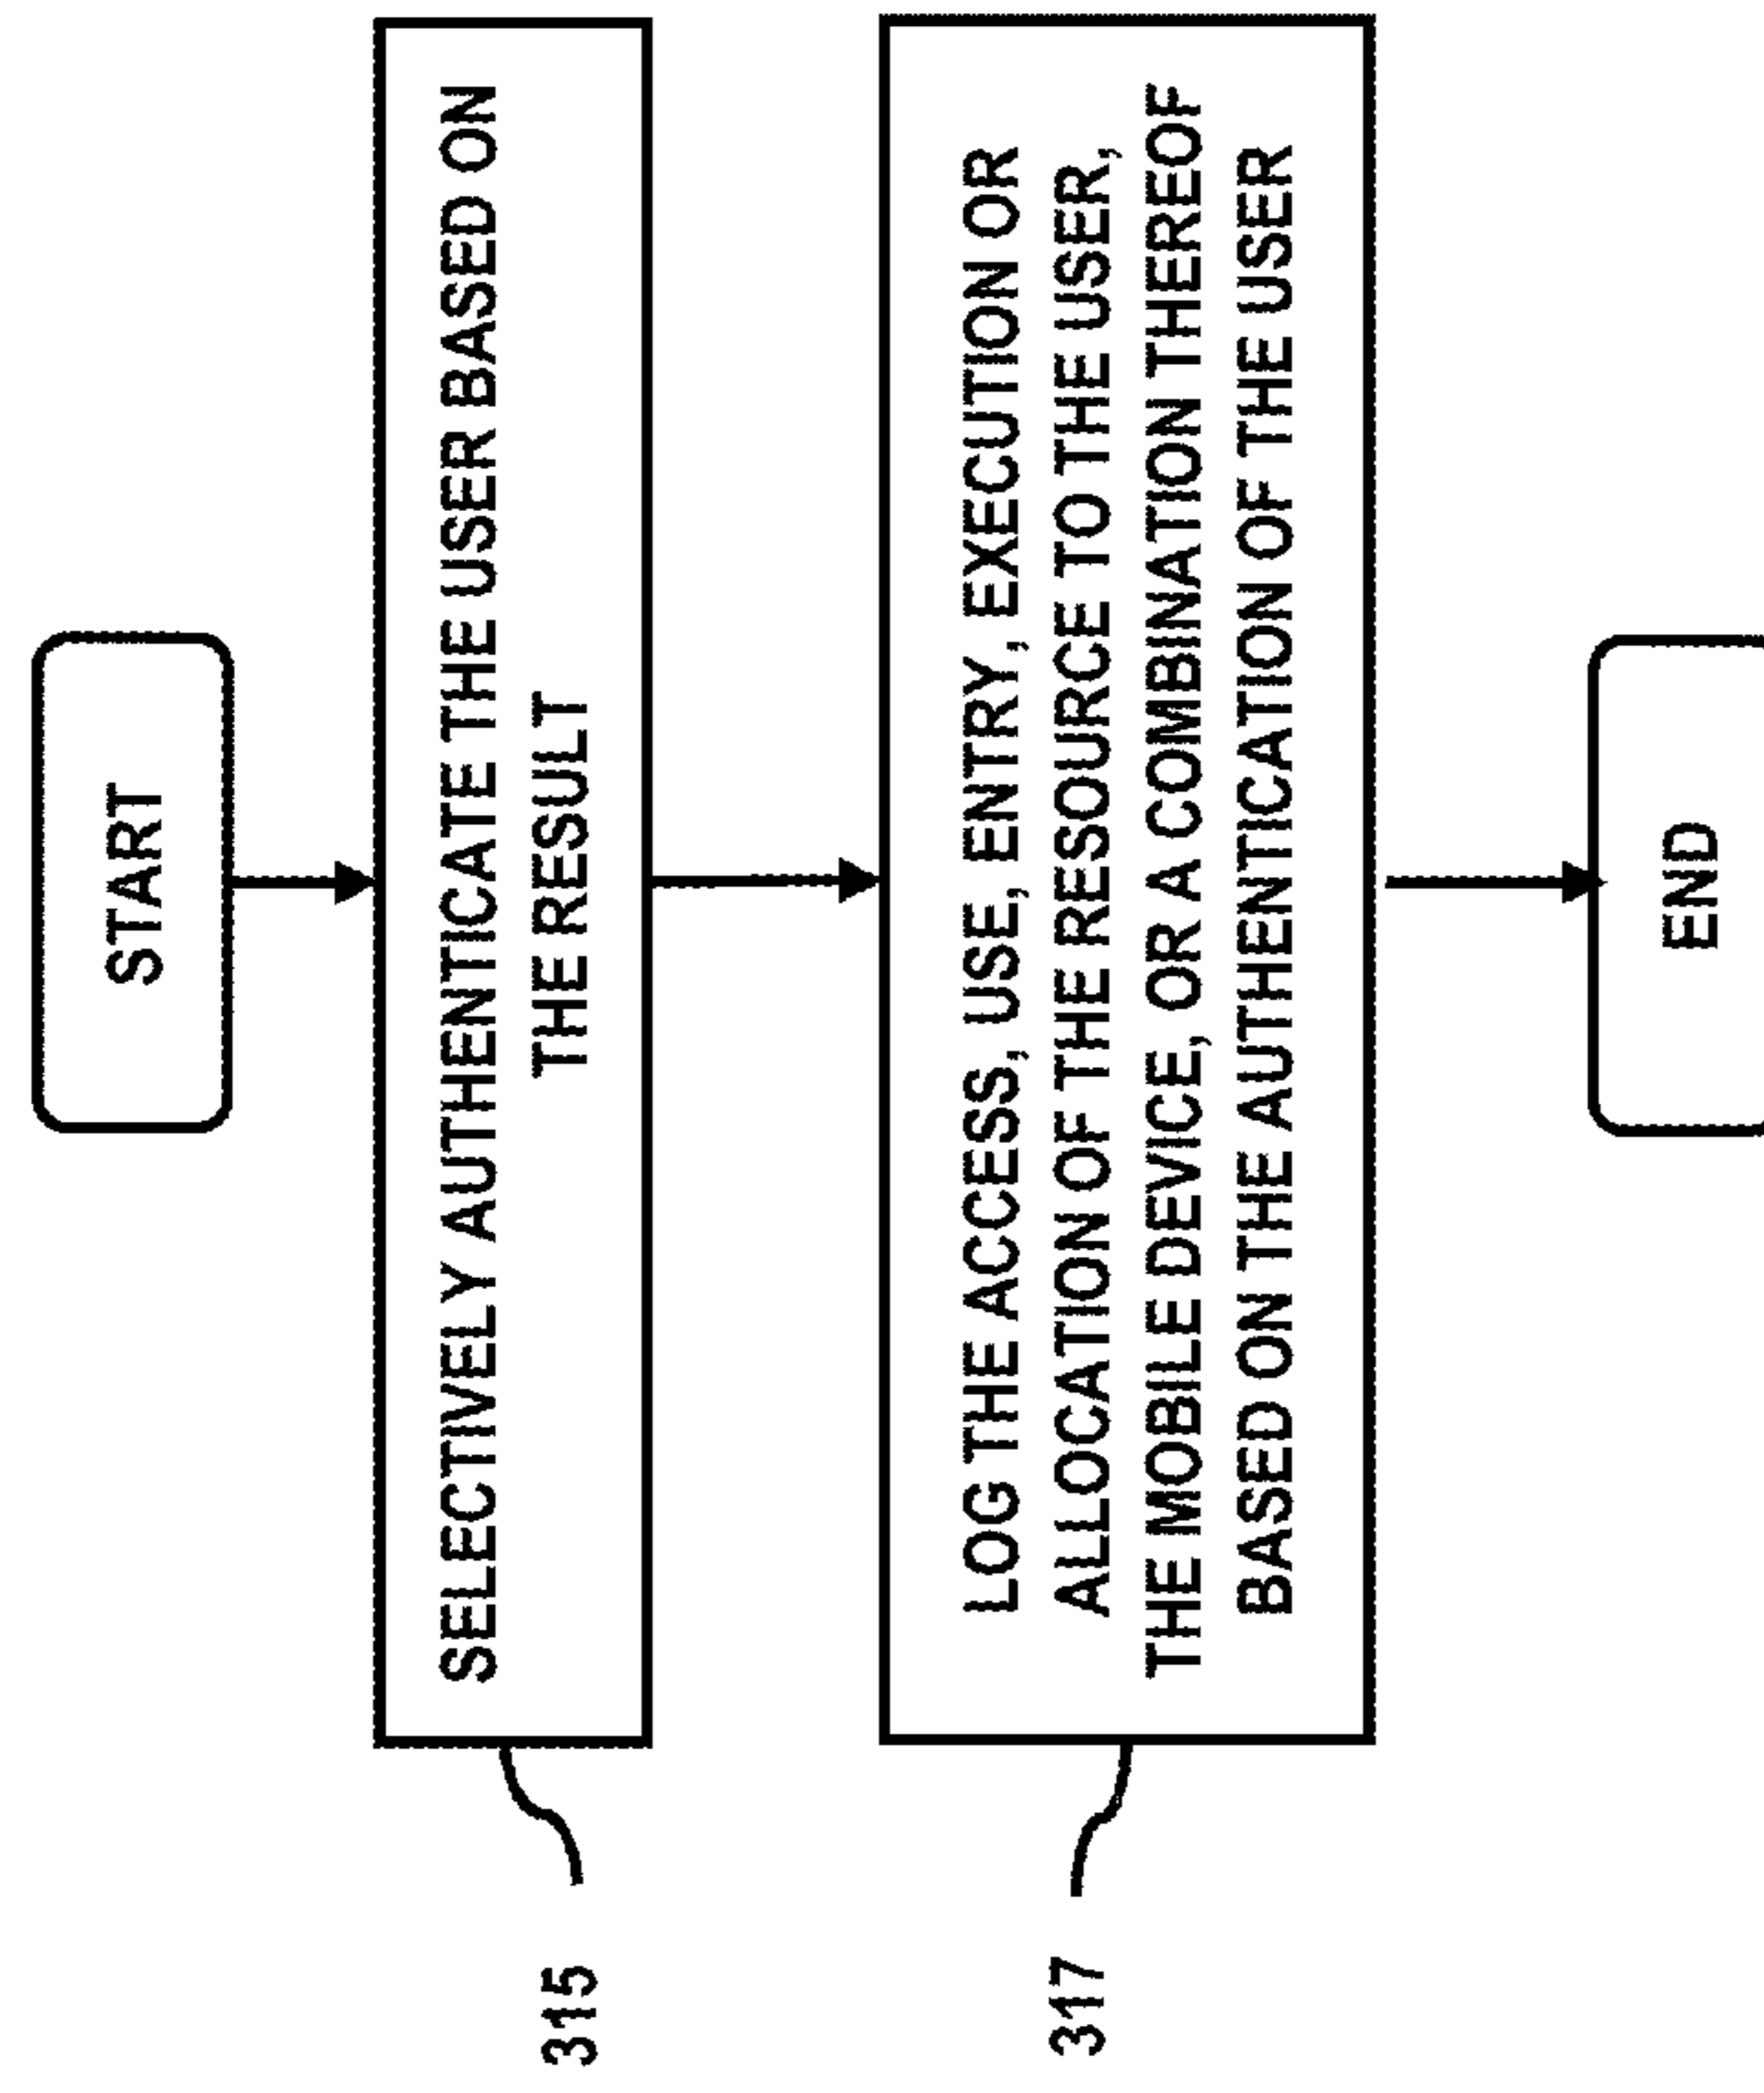 START
SELECTIVELY AUTHENTICATE THE USER BASED ON
THE RESULT
315
LOG THE ACCESS, USE, ENTRY, EXECUTION OR
ALLOCATION OF THE RESOURCE TO THE USER,
THE MOBILE DEVICE, OR A COMBINATION THEREOF
BASED ON THE AUTHENTICATION OF THE USER
317
END